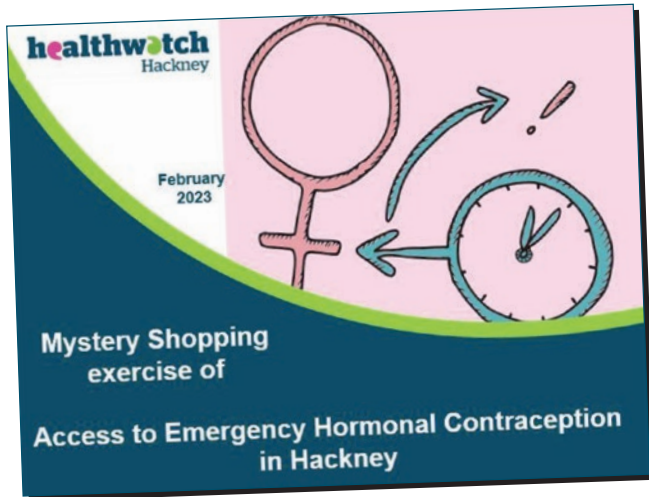 healthwatch
Hackney
February
2023
Mystery Shopping
exercise of
Access to Emergency Hormonal Contraception
in Hackney